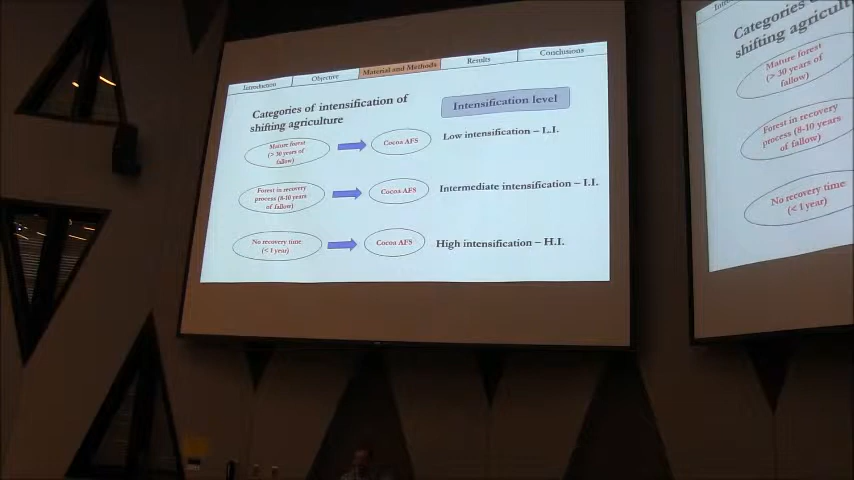 Introduction
Objective
Material and Methods
Results
Conclusions
Categories of intensification of
shifting agriculture
Intensification level
Mature forest
(> 30 years of
fallow)
Cocoa AFS
Low intensification – L.I.
Forest in recovery
process (8-10 years
of fallow)
Cocoa AFS
Intermediate intensification – I.I.
No recovery time
(< 1 year)
Cocoa AFS
High intensification – H.I.
Categories
shifting agricult
Mature forest
(> 30 years of
fallow)
Forest in recovery
process (8-10 years
of fallow)
No recovery time
(< 1 year)